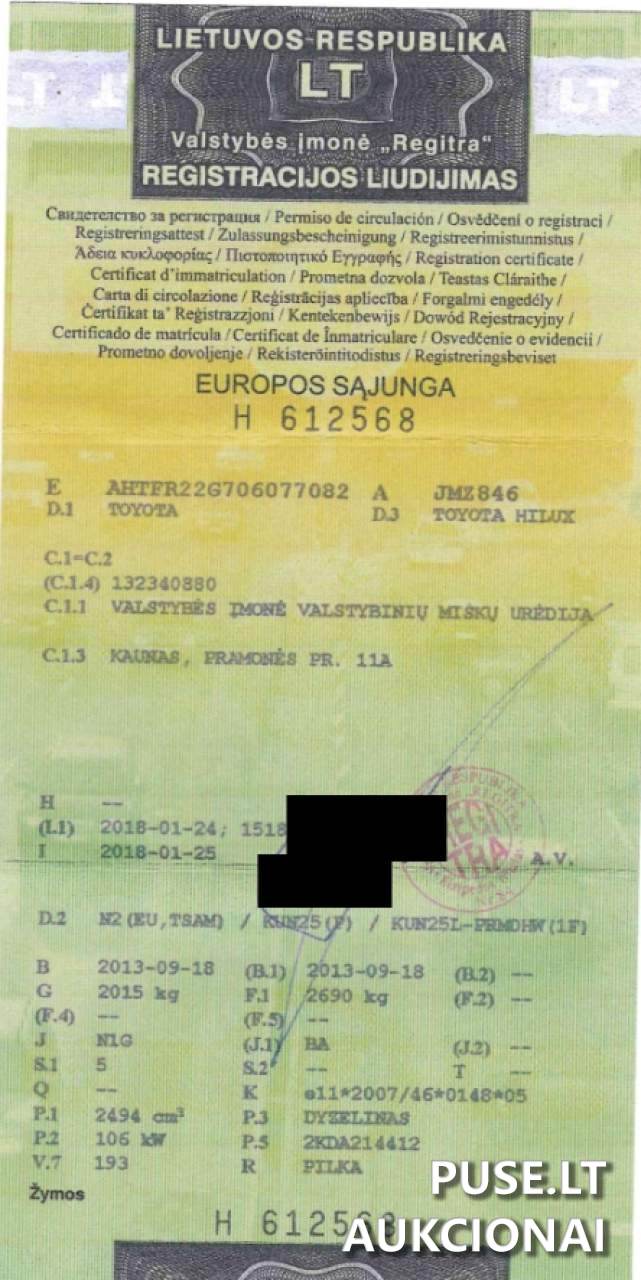 LIETUVOS RESPUBLIKA
LT
LT
LT
Valstybės įmonė „Regitra“
REGISTRACIJOS LIUDIJIMAS
Свидетелство за регистрация / Permiso de circulación / Osvědčení o registraci /
Registreringsattest / Zulassungsbescheinigung / Registreerimistunnistus /
Άδεια κυκλοφορίας / Πιστοποιητικό Εγγραφής / Registration certificate /
Certificat d'immatriculation / Prometna dozvola / Teastas Cláraithe /
Carta di circolazione / Reģistrācijas apliecība / Forgalmi engedély /
Ċertifikat ta' Reġistrazzjoni / Kentekenbewijs / Dowód Rejestracyjny /
Certificado de matrícula / Certificat de Înmatriculare / Osvedčenie o evidencii /
Prometno dovoljenje / Rekisteröintitodistus / Registreringsbeviset
EUROPOS SĄJUNGA
H 612568
E AHTFR22G706077082 A JMZ846
D.1 TOYOTA D.3 TOYOTA HILUX
C.1=C.2
(C.1.4) 132340880
C.1.1 VALSTYBĖS ĮMONĖ VALSTYBINIŲ MIŠKŲ URĖDIJA
C.1.3 KAUNAS, PRAMONĖS PR. 11A
H --
(I.1) 2018-01-24; 1518
I 2018-01-25
A.V.
D.2 N2(EU,TSAM) / KUN25(F) / KUN25L-PRMDHW(1F)
B 2013-09-18 (B.1) 2013-09-18 (B.2) --
G 2015 kg F.1 2690 kg (F.2) --
(F.4) -- (F.5) --
J N1G (J.1) BA (J.2) --
S.1 5 S.2 -- T --
Q -- K e11*2007/46*0148*05
P.1 2494 cm³ P.3 DYZELINAS
P.2 106 kW P.5 2KDA214412
V.7 193 R PILKA
Žymos
H 612568
PUSE.LT
AUKCIONAI